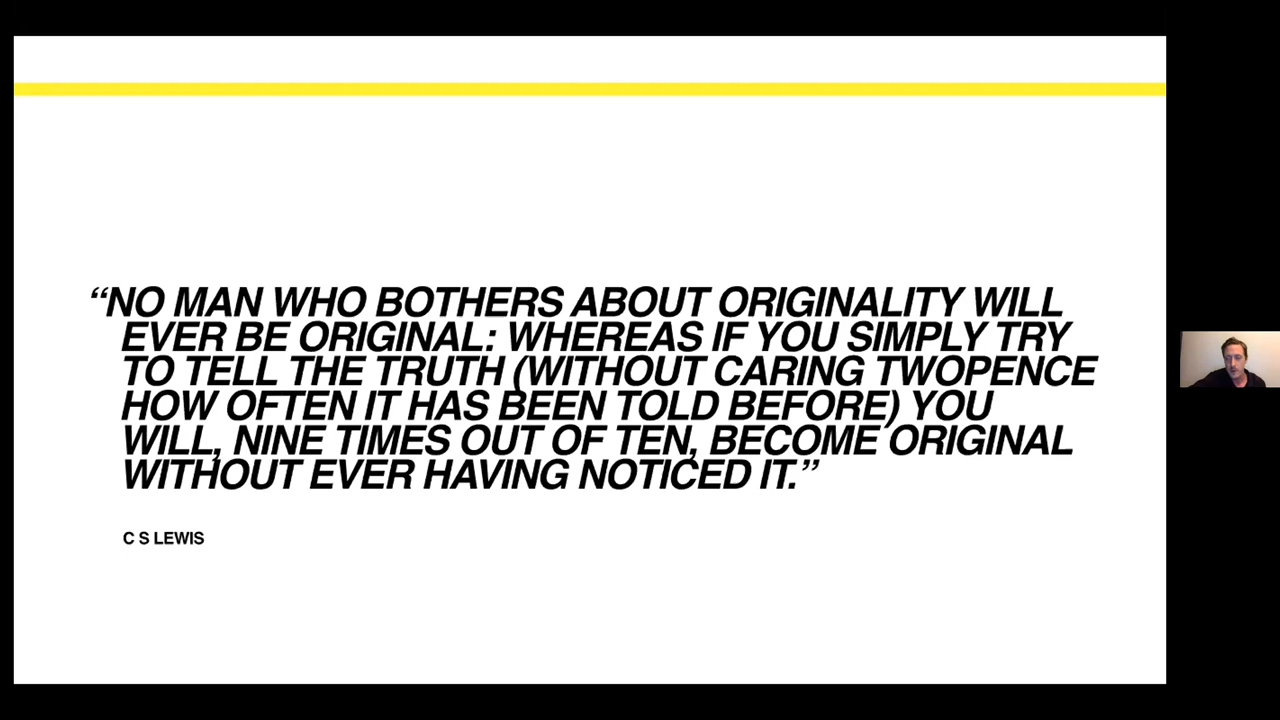 “NO MAN WHO BOTHERS ABOUT ORIGINALITY WILL
EVER BE ORIGINAL: WHEREAS IF YOU SIMPLY TRY
TO TELL THE TRUTH (WITHOUT CARING TWOPENCE
HOW OFTEN IT HAS BEEN TOLD BEFORE) YOU
WILL, NINE TIMES OUT OF TEN, BECOME ORIGINAL
WITHOUT EVER HAVING NOTICED IT.”
C S LEWIS